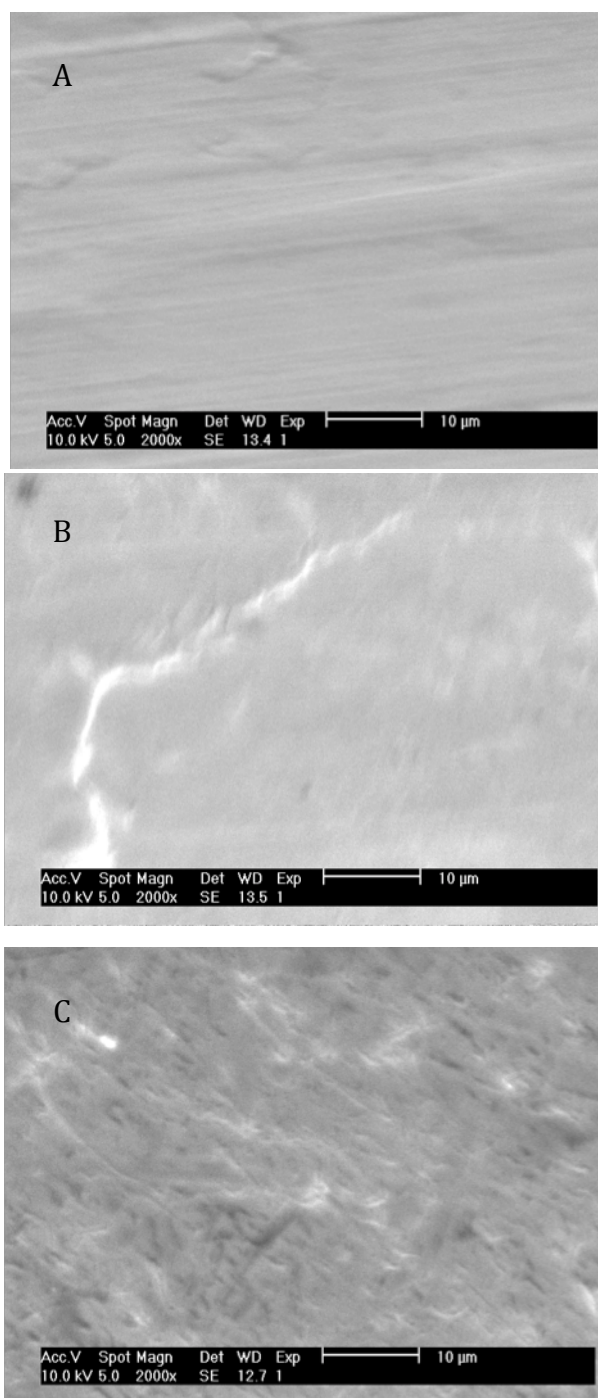 A
Acc.V Spot Magn Det WD Exp 10 µm
10.0 kV 5.0 2000x SE 13.4 1
B
Acc.V Spot Magn Det WD Exp 10 µm
10.0 kV 5.0 2000x SE 13.5 1
C
Acc.V Spot Magn Det WD Exp 10 µm
10.0 kV 5.0 2000x SE 12.7 1